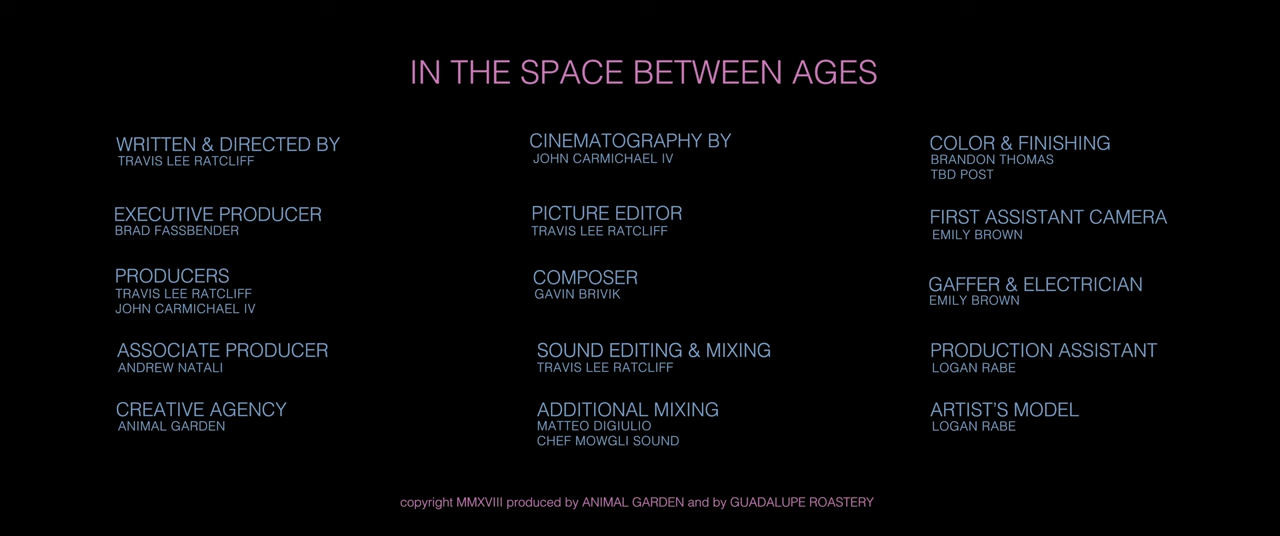 IN THE SPACE BETWEEN AGES
WRITTEN & DIRECTED BY
TRAVIS LEE RATCLIFF
EXECUTIVE PRODUCER
BRAD FASSBENDER
PRODUCERS
TRAVIS LEE RATCLIFF
JOHN CARMICHAEL IV
ASSOCIATE PRODUCER
ANDREW NATALI
CREATIVE AGENCY
ANIMAL GARDEN
CINEMATOGRAPHY BY
JOHN CARMICHAEL IV
PICTURE EDITOR
TRAVIS LEE RATCLIFF
COMPOSER
GAVIN BRIVIK
SOUND EDITING & MIXING
TRAVIS LEE RATCLIFF
ADDITIONAL MIXING
MATTEO DIGIULIO
CHEF MOWGLI SOUND
COLOR & FINISHING
BRANDON THOMAS
TBD POST
FIRST ASSISTANT CAMERA
EMILY BROWN
GAFFER & ELECTRICIAN
EMILY BROWN
PRODUCTION ASSISTANT
LOGAN RABE
ARTIST'S MODEL
LOGAN RABE
copyright MMXVIII produced by ANIMAL GARDEN and by GUADALUPE ROASTERY